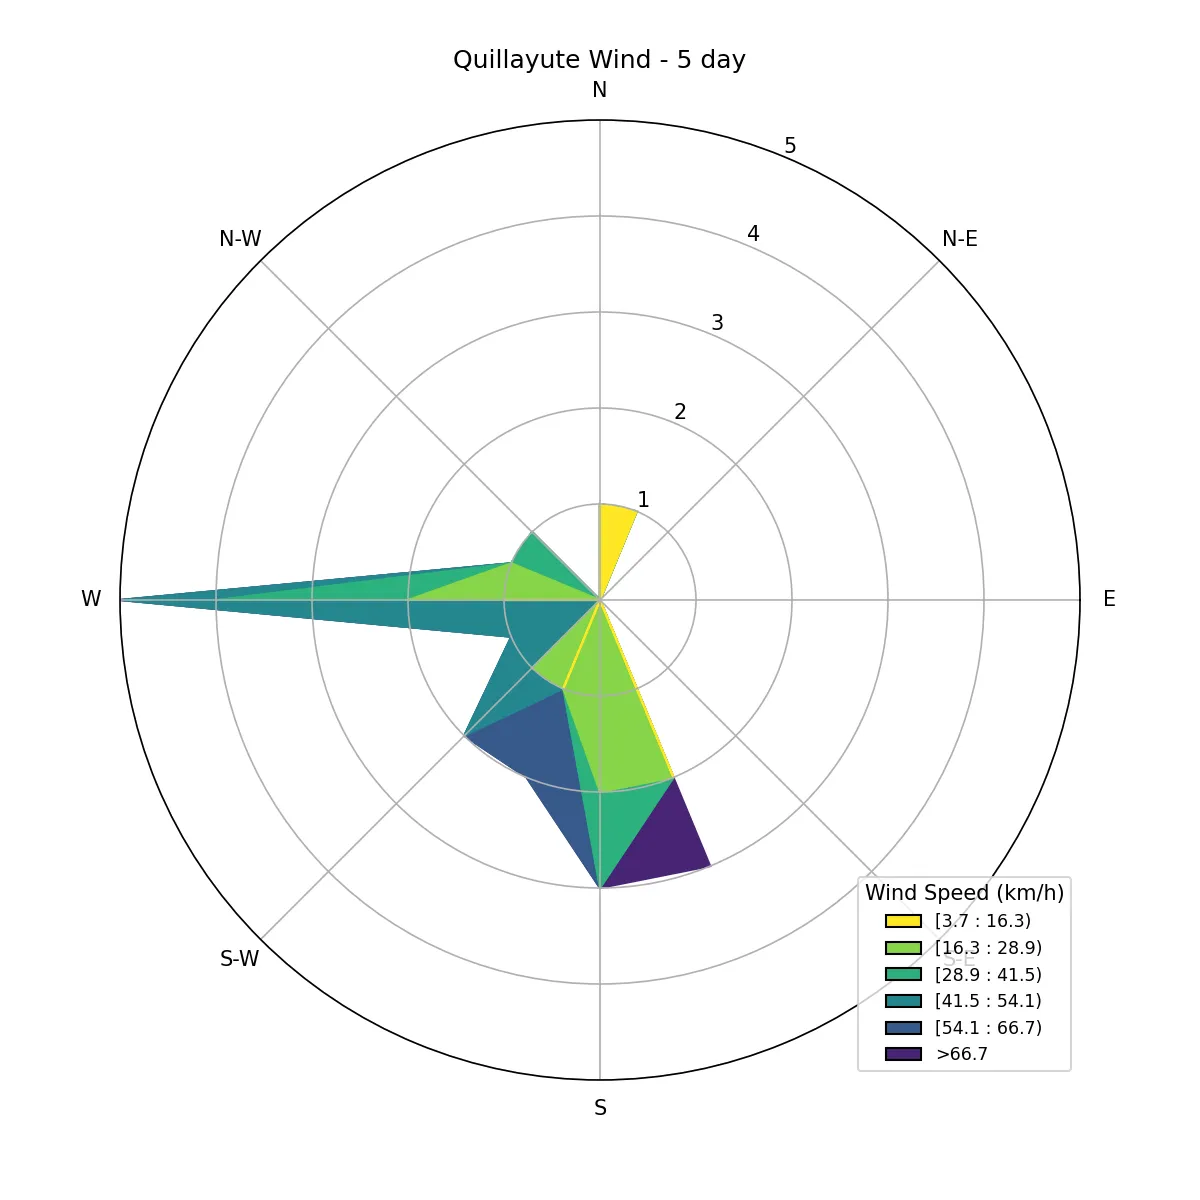 Quillayute Wind - 5 day
N
5
N-W
4
N-E
3
2
1
W
E
Wind Speed (km/h)
[3.7 : 16.3)
[16.3 : 28.9)
[28.9 : 41.5)
[41.5 : 54.1)
[54.1 : 66.7)
>66.7
S-W
S-E
S